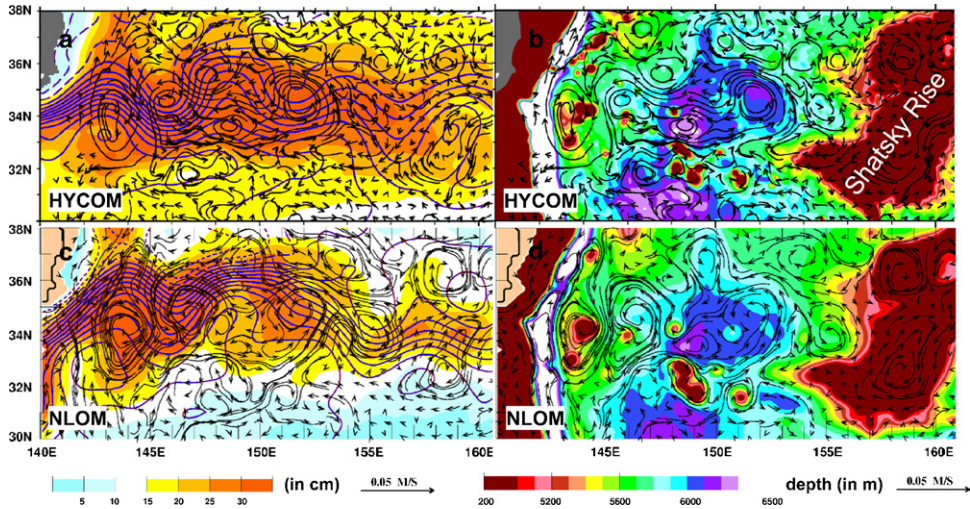 38N
36N
34N
32N
a
HYCOM
b
HYCOM
Shatsky Rise
36N
34N
32N
30N
c
NLOM
d
NLOM
140E 145E 150E 155E 160E
145E 150E 155E 160E
5 10 15 20 25 30 (in cm) 0.05 M/S
200 5200 5600 6000 6500 depth (in m) 0.05 M/S